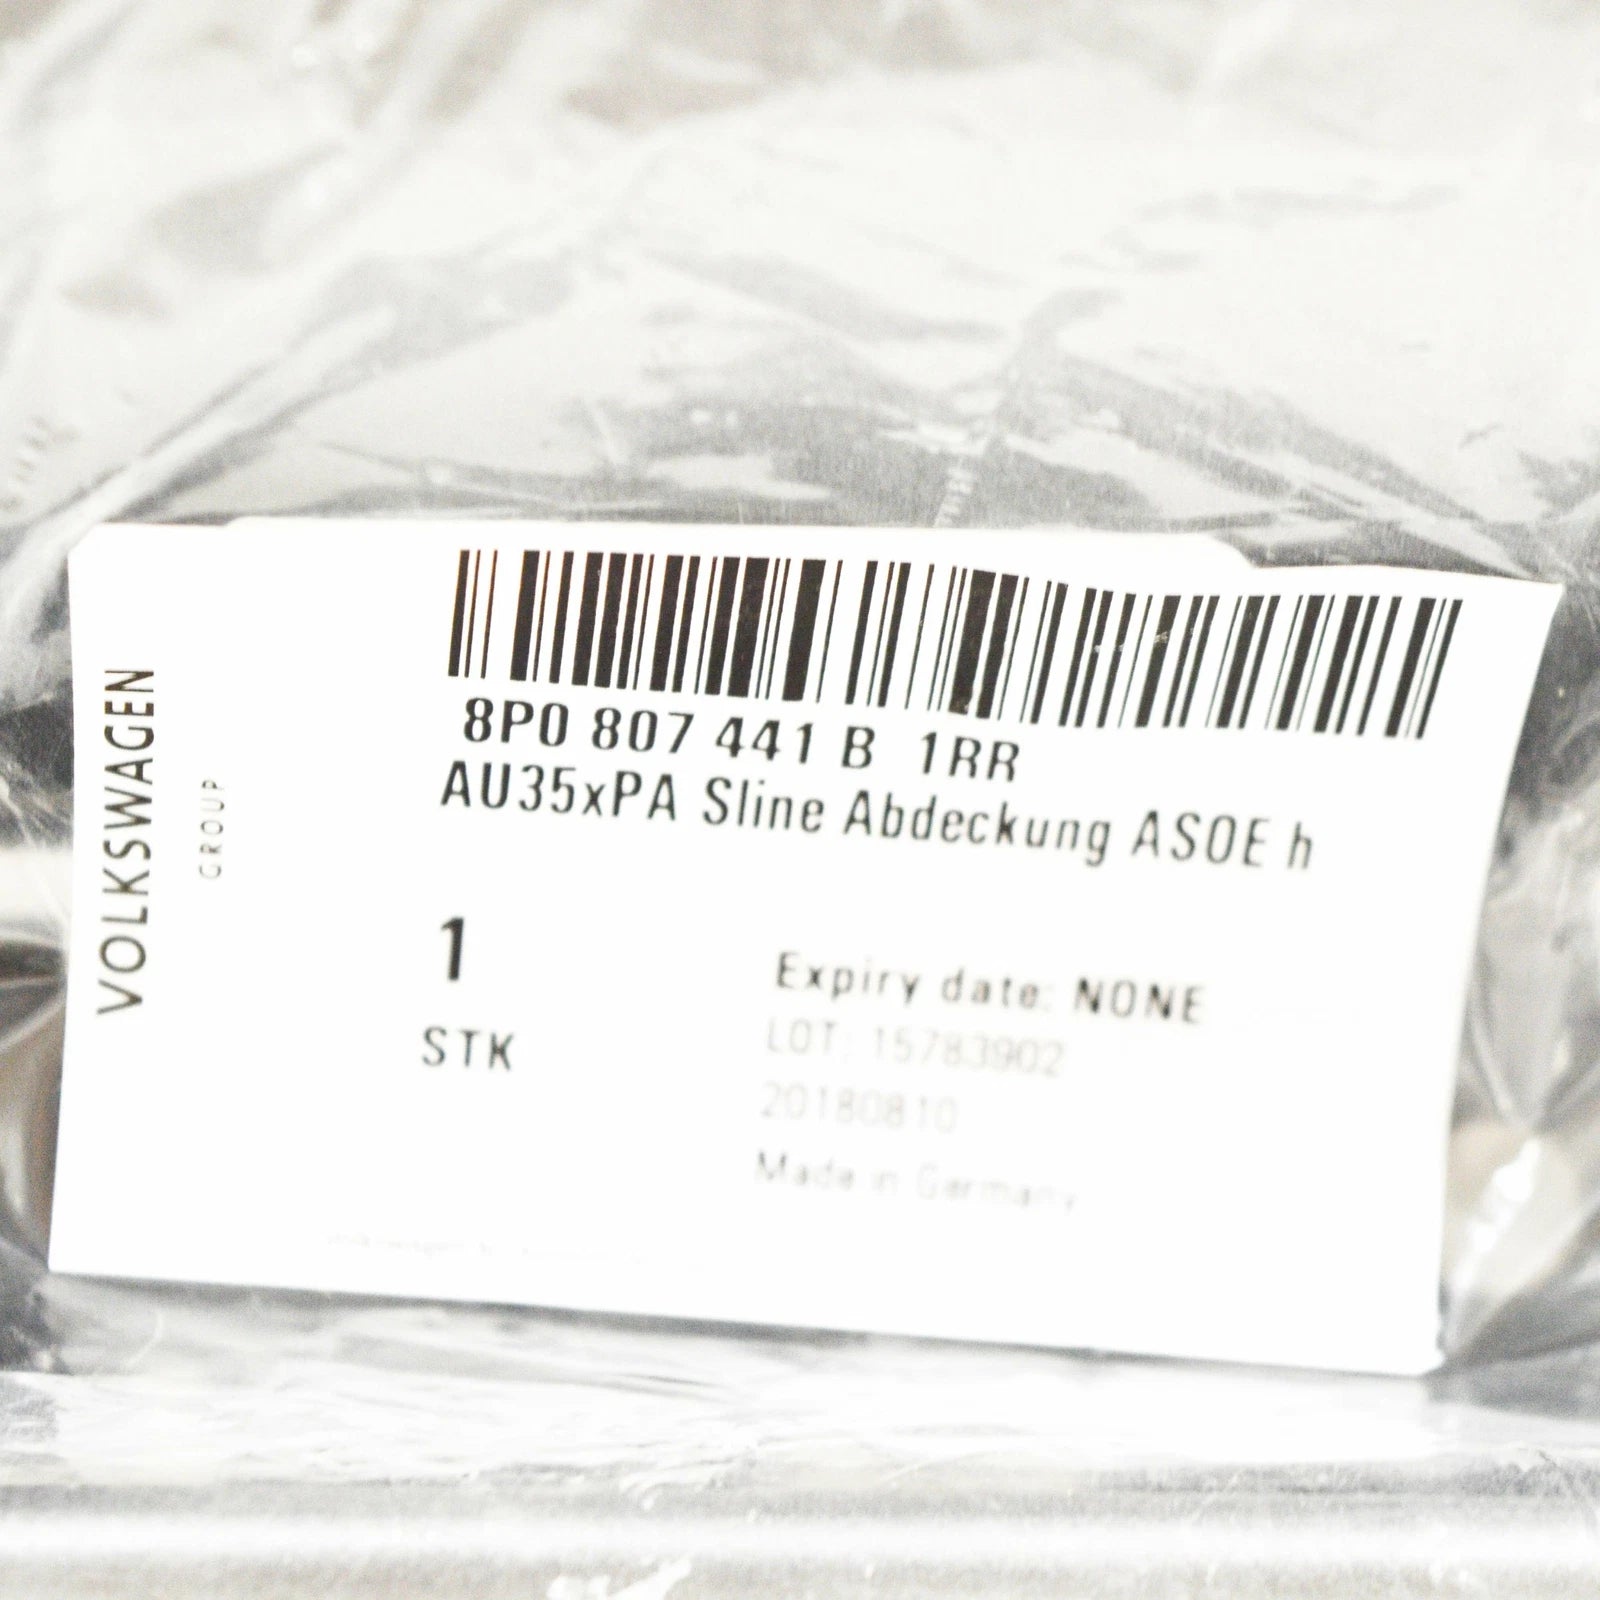 VOLKSWAGEN
GROUP
8P0 807 441 B 1RR
AU35xPA Sline Abdeckung ASOE h
1
STK
Expiry date: NONE
LOT: 15783902
20180810
Made in Germany